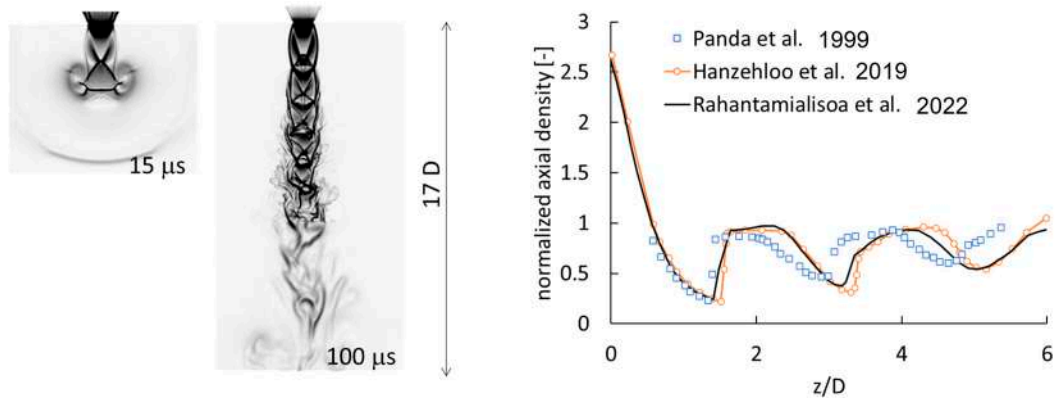 15 μs
100 μs
17 D
normalized axial density [-]
3
2.5
2
1.5
1
0.5
0
Panda et al. 1999
Hanzehloo et al. 2019
Rahantamialisoa et al. 2022
0 2 4 6
z/D